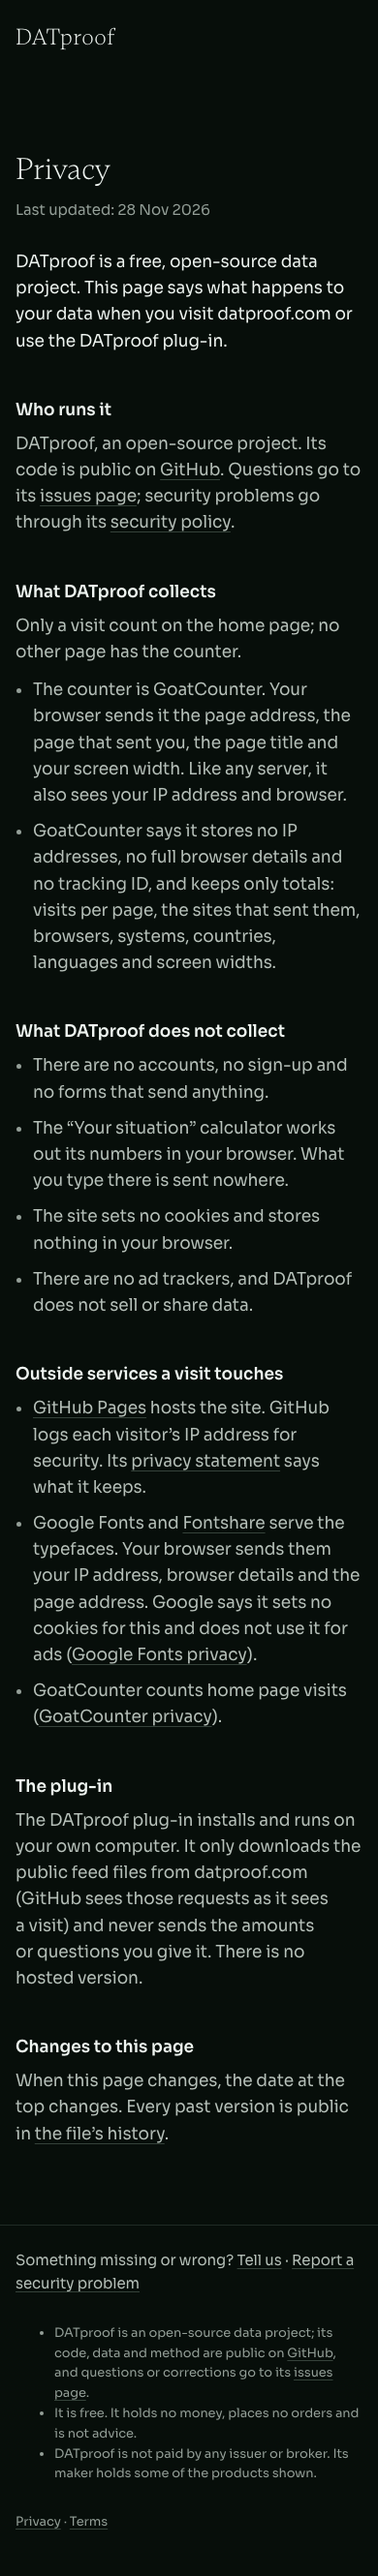 DATproof
Privacy
Last updated: 28 Nov 2026
DATproof is a free, open-source data
project. This page says what happens to
your data when you visit datproof.com or
use the DATproof plug-in.
Who runs it
DATproof, an open-source project. Its
code is public on GitHub. Questions go to
its issues page; security problems go
through its security policy.
What DATproof collects
Only a visit count on the home page; no
other page has the counter.
• The counter is GoatCounter. Your
browser sends it the page address, the
page that sent you, the page title and
your screen width. Like any server, it
also sees your IP address and browser.
• GoatCounter says it stores no IP
addresses, no full browser details and
no tracking ID, and keeps only totals:
visits per page, the sites that sent them,
browsers, systems, countries,
languages and screen widths.
What DATproof does not collect
• There are no accounts, no sign-up and
no forms that send anything.
• The “Your situation” calculator works
out its numbers in your browser. What
you type there is sent nowhere.
• The site sets no cookies and stores
nothing in your browser.
• There are no ad trackers, and DATproof
does not sell or share data.
Outside services a visit touches
• GitHub Pages hosts the site. GitHub
logs each visitor’s IP address for
security. Its privacy statement says
what it keeps.
• Google Fonts and Fontshare serve the
typefaces. Your browser sends them
your IP address, browser details and the
page address. Google says it sets no
cookies for this and does not use it for
ads (Google Fonts privacy).
• GoatCounter counts home page visits
(GoatCounter privacy).
The plug-in
The DATproof plug-in installs and runs on
your own computer. It only downloads the
public feed files from datproof.com
(GitHub sees those requests as it sees
a visit) and never sends the amounts
or questions you give it. There is no
hosted version.
Changes to this page
When this page changes, the date at the
top changes. Every past version is public
in the file’s history.
Something missing or wrong? Tell us · Report a
security problem
• DATproof is an open-source data project; its
code, data and method are public on GitHub,
and questions or corrections go to its issues
page.
• It is free. It holds no money, places no orders and
is not advice.
• DATproof is not paid by any issuer or broker. Its
maker holds some of the products shown.
Privacy · Terms